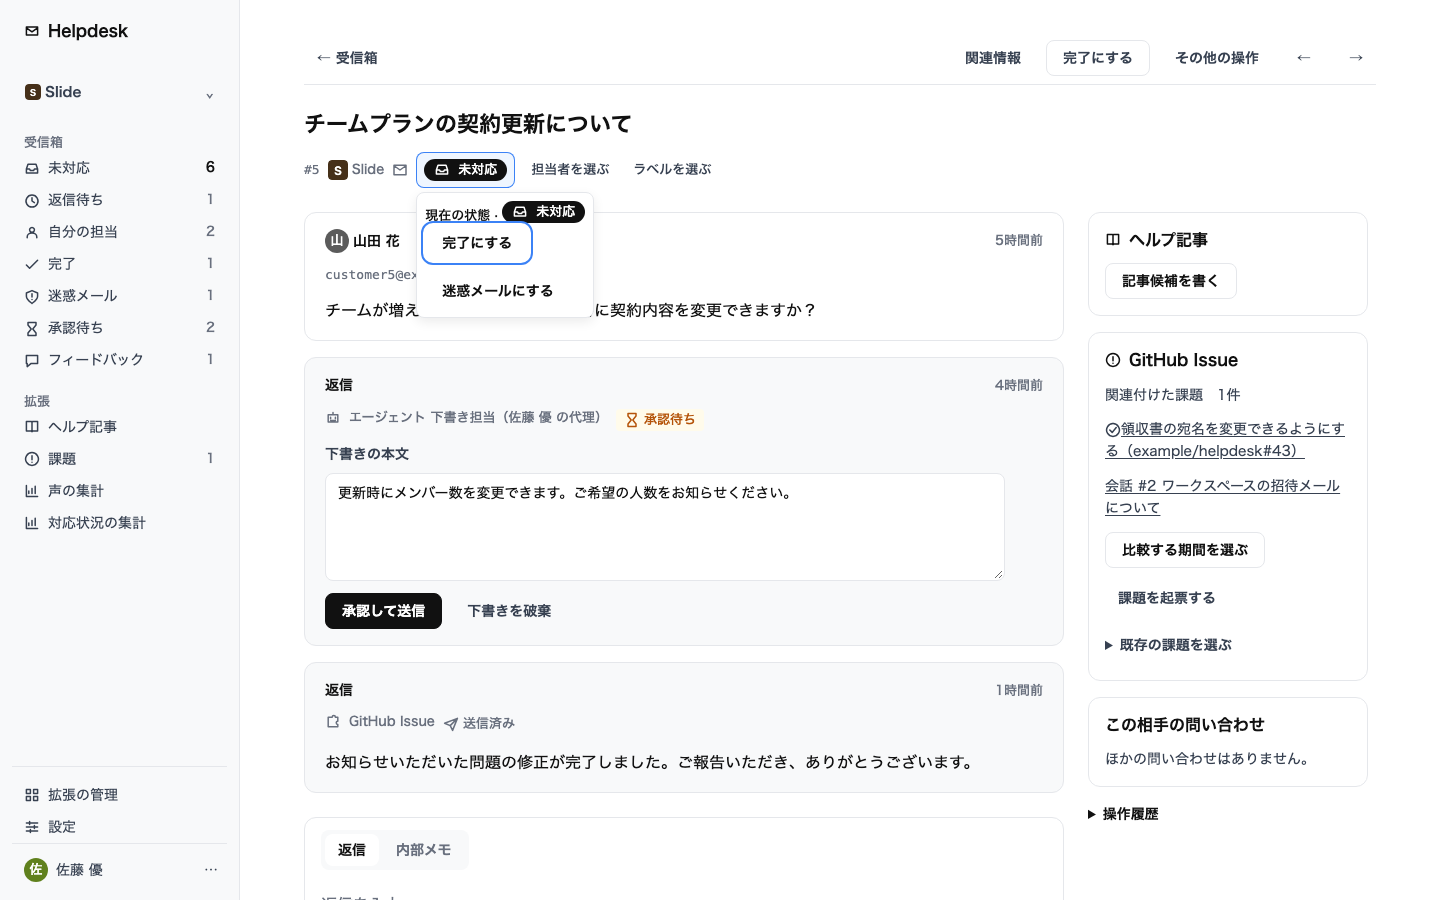 Helpdesk
S Slide
受信箱
未対応 6
返信待ち 1
自分の担当 2
完了 1
迷惑メール 1
承認待ち 2
フィードバック 1
拡張
ヘルプ記事
課題 1
声の集計
対応状況の集計
拡張の管理
設定
佐 佐藤 優 …
← 受信箱
関連情報 完了にする その他の操作 ← →
チームプランの契約更新について
#5 S Slide 未対応 担当者を選ぶ ラベルを選ぶ
現在の状態 · 未対応
完了にする
迷惑メールにする
山 山田 花 5時間前
customer5@ex
チームが増え に契約内容を変更できますか？
返信 4時間前
エージェント 下書き担当（佐藤 優 の代理） 承認待ち
下書きの本文
更新時にメンバー数を変更できます。ご希望の人数をお知らせください。
承認して送信 下書きを破棄
返信 1時間前
GitHub Issue 送信済み
お知らせいただいた問題の修正が完了しました。ご報告いただき、ありがとうございます。
返信 内部メモ
ヘルプ記事
記事候補を書く
GitHub Issue
関連付けた課題 1件
領収書の宛名を変更できるようにす
る（example/helpdesk#43）
会話 #2 ワークスペースの招待メール
について
比較する期間を選ぶ
課題を起票する
▶ 既存の課題を選ぶ
この相手の問い合わせ
ほかの問い合わせはありません。
▶ 操作履歴